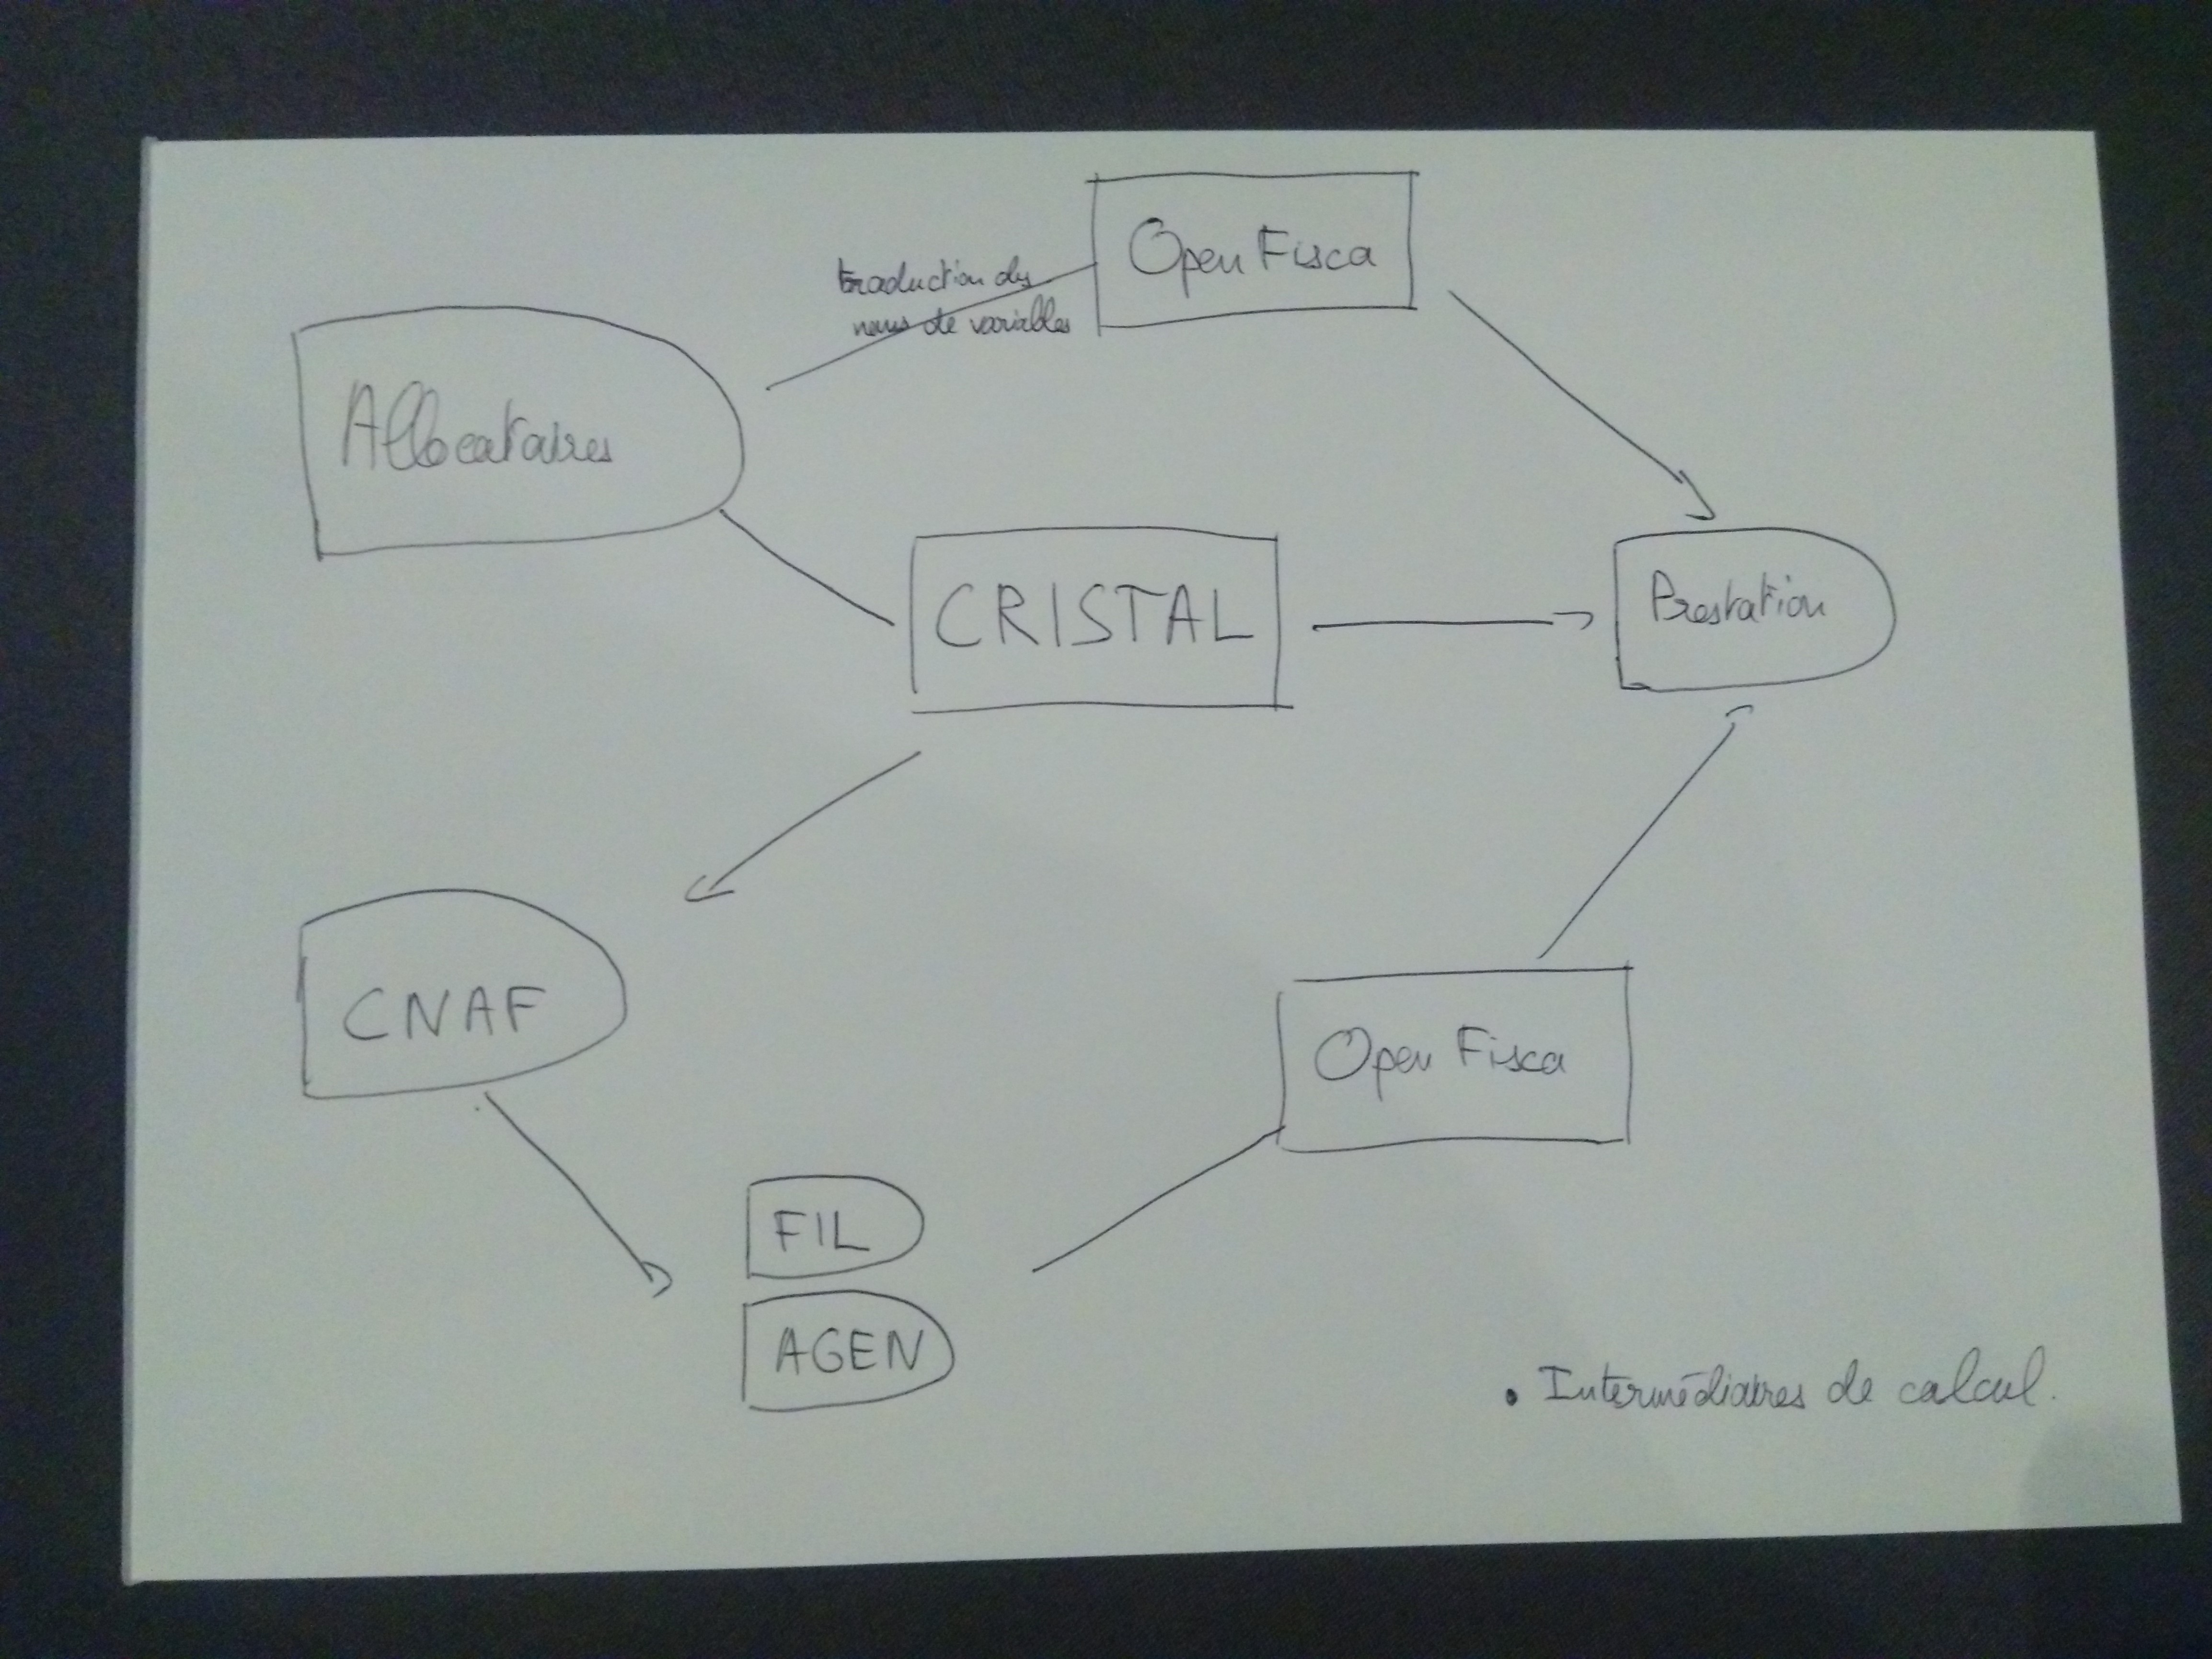 Open Fisca
traduction des
noms de variables
Allocataires
CRISTAL
Prestation
CNAF
Open Fisca
FIL
AGEN
• Intermédiaires de calcul.